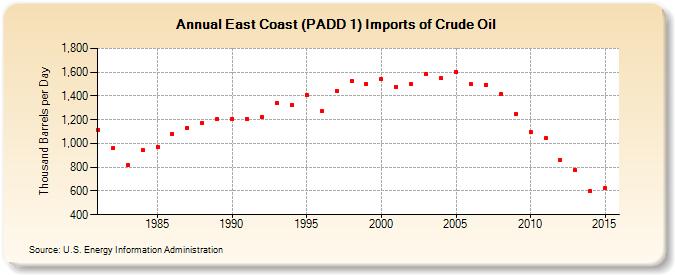 Annual East Coast (PADD 1) Imports of Crude Oil
Thousand Barrels per Day
1,800
1,600
1,400
1,200
1,000
800
600
400
1985 1990 1995 2000 2005 2010 2015
Source: U.S. Energy Information Administration